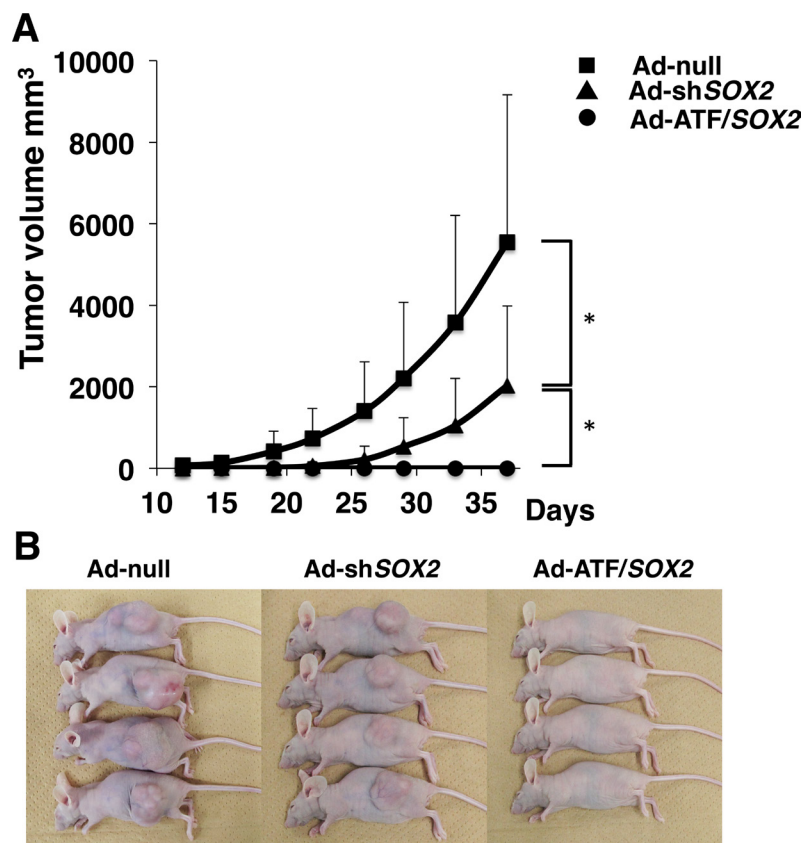 A
Tumor volume mm³
10000
8000
6000
4000
2000
0
10 15 20 25 30 35 Days
Ad-null
Ad-shSOX2
Ad-ATF/SOX2
*
*
B
Ad-null Ad-shSOX2 Ad-ATF/SOX2